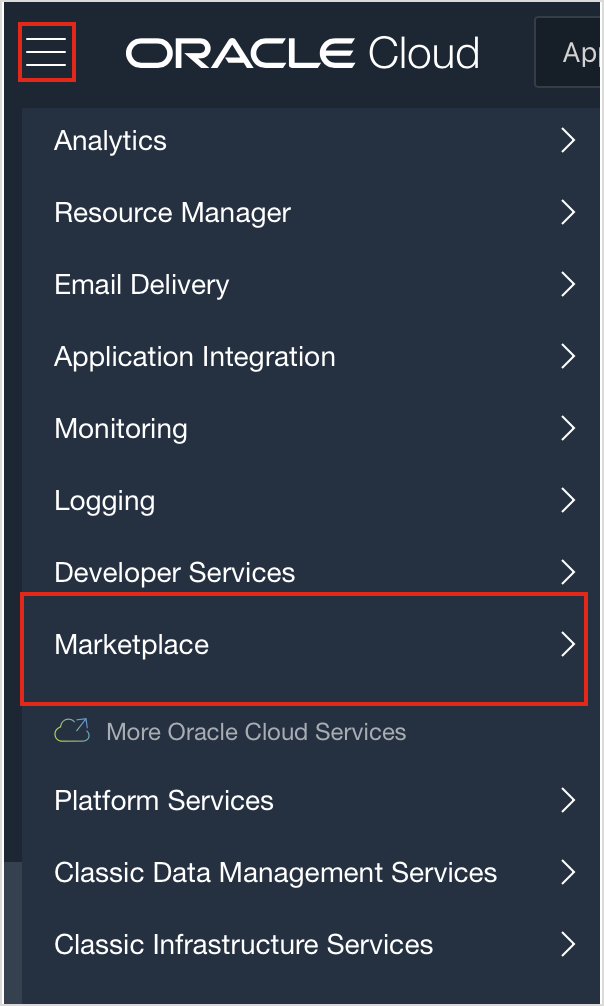 ORACLE Cloud
Analytics
Resource Manager
Email Delivery
Application Integration
Monitoring
Logging
Developer Services
Marketplace
More Oracle Cloud Services
Platform Services
Classic Data Management Services
Classic Infrastructure Services